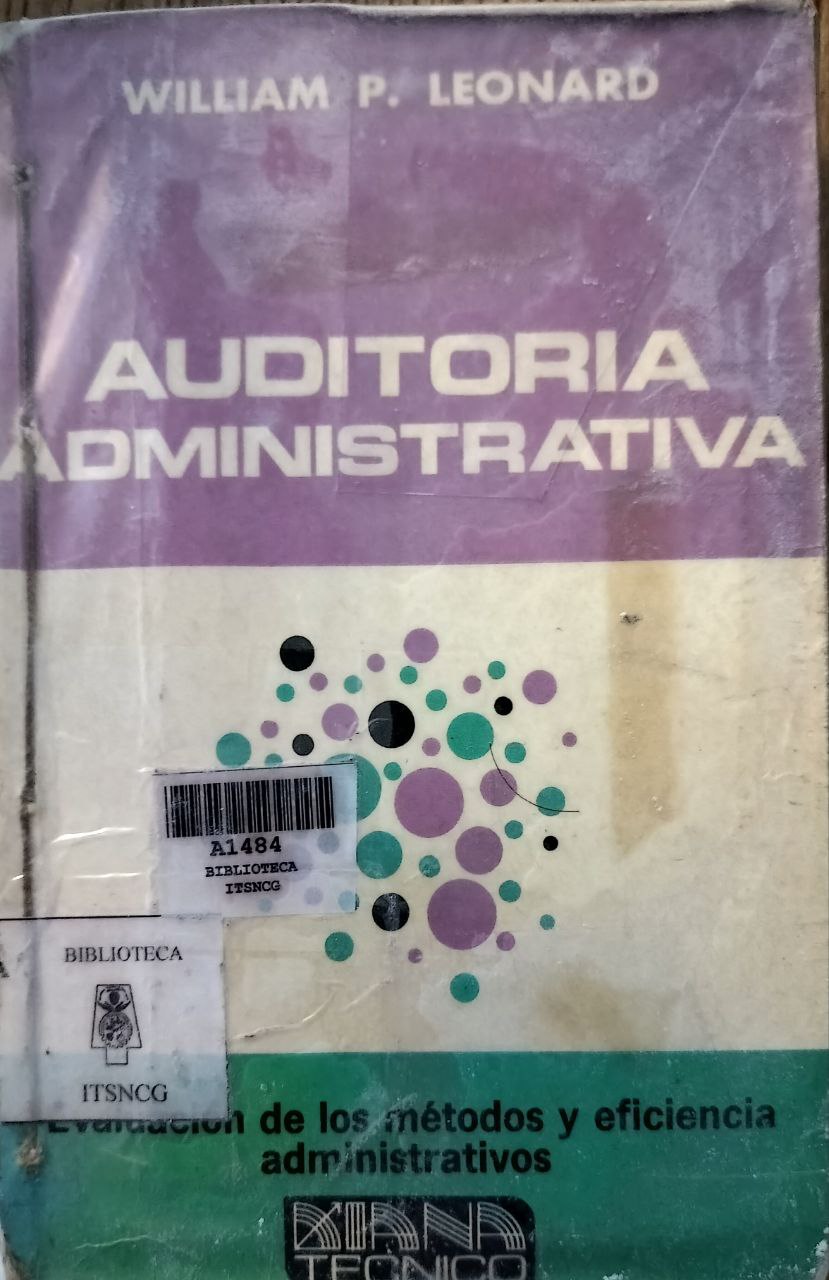 WILLIAM P. LEONARD
AUDITORIA
ADMINISTRATIVA
A1484
BIBLIOTECA
ITSNCG
BIBLIOTECA
ITSNCG
Evaluación de los métodos y eficiencia
administrativos
DIANA
TECNICO